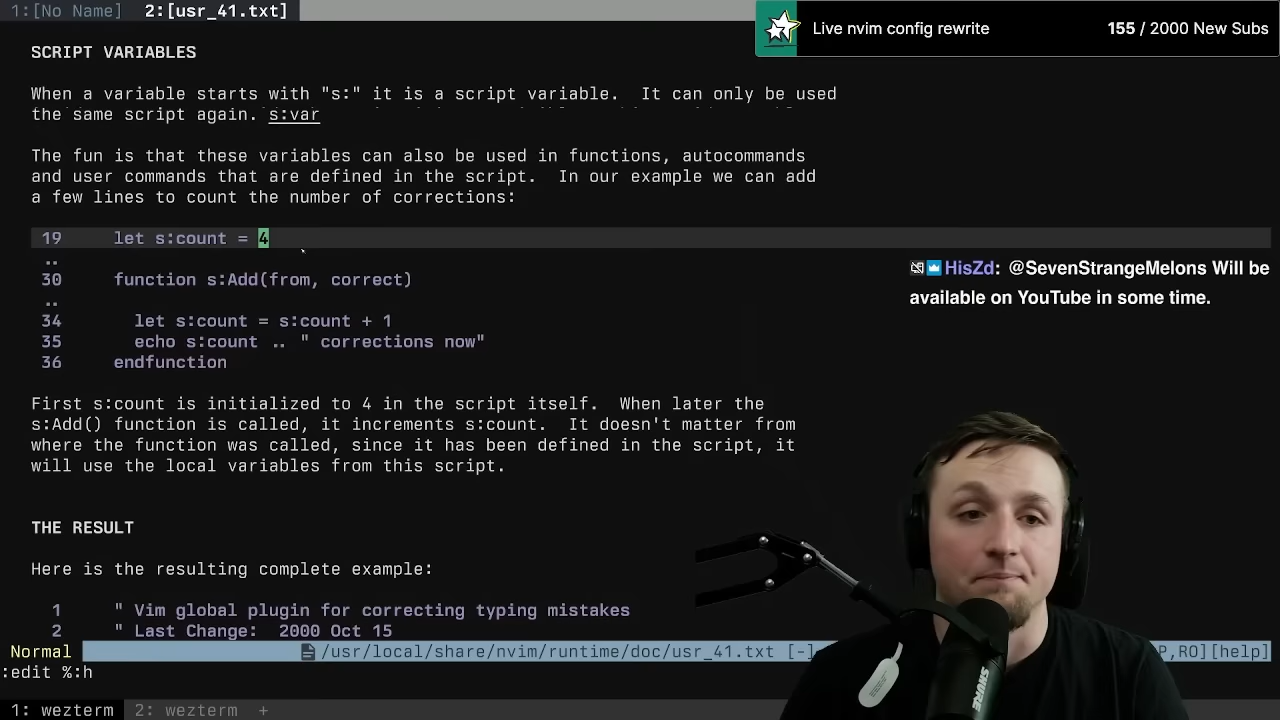 1:[No Name]  2:[usr_41.txt]
Live nvim config rewrite 155 / 2000 New Subs
SCRIPT VARIABLES
When a variable starts with "s:" it is a script variable.  It can only be used
the same script again. s:var
The fun is that these variables can also be used in functions, autocommands
and user commands that are defined in the script.  In our example we can add
a few lines to count the number of corrections:
19     let s:count = 4
..
30     function s:Add(from, correct)
..
34       let s:count = s:count + 1
35       echo s:count .. " corrections now"
36     endfunction
HisZd: @SevenStrangeMelons Will be
available on YouTube in some time.
First s:count is initialized to 4 in the script itself.  When later the
s:Add() function is called, it increments s:count.  It doesn't matter from
where the function was called, since it has been defined in the script, it
will use the local variables from this script.
THE RESULT
Here is the resulting complete example:
1     " Vim global plugin for correcting typing mistakes
2     " Last Change:  2000 Oct 15
Normal /usr/local/share/nvim/runtime/doc/usr_41.txt [-] P,RO][help]
:edit %:h
SHURE
1: wezterm  2: wezterm  +